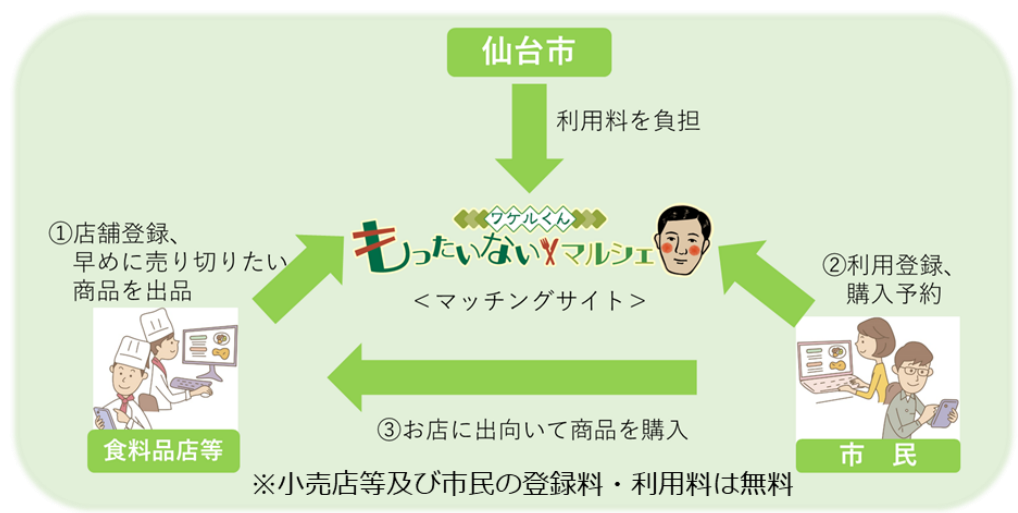 仙台市
利用料を負担
ワケルくん
もったいないマルシェ
＜マッチングサイト＞
①店舗登録、
早めに売り切りたい
商品を出品
②利用登録、
購入予約
③お店に出向いて商品を購入
食料品店等
市　民
※小売店等及び市民の登録料・利用料は無料